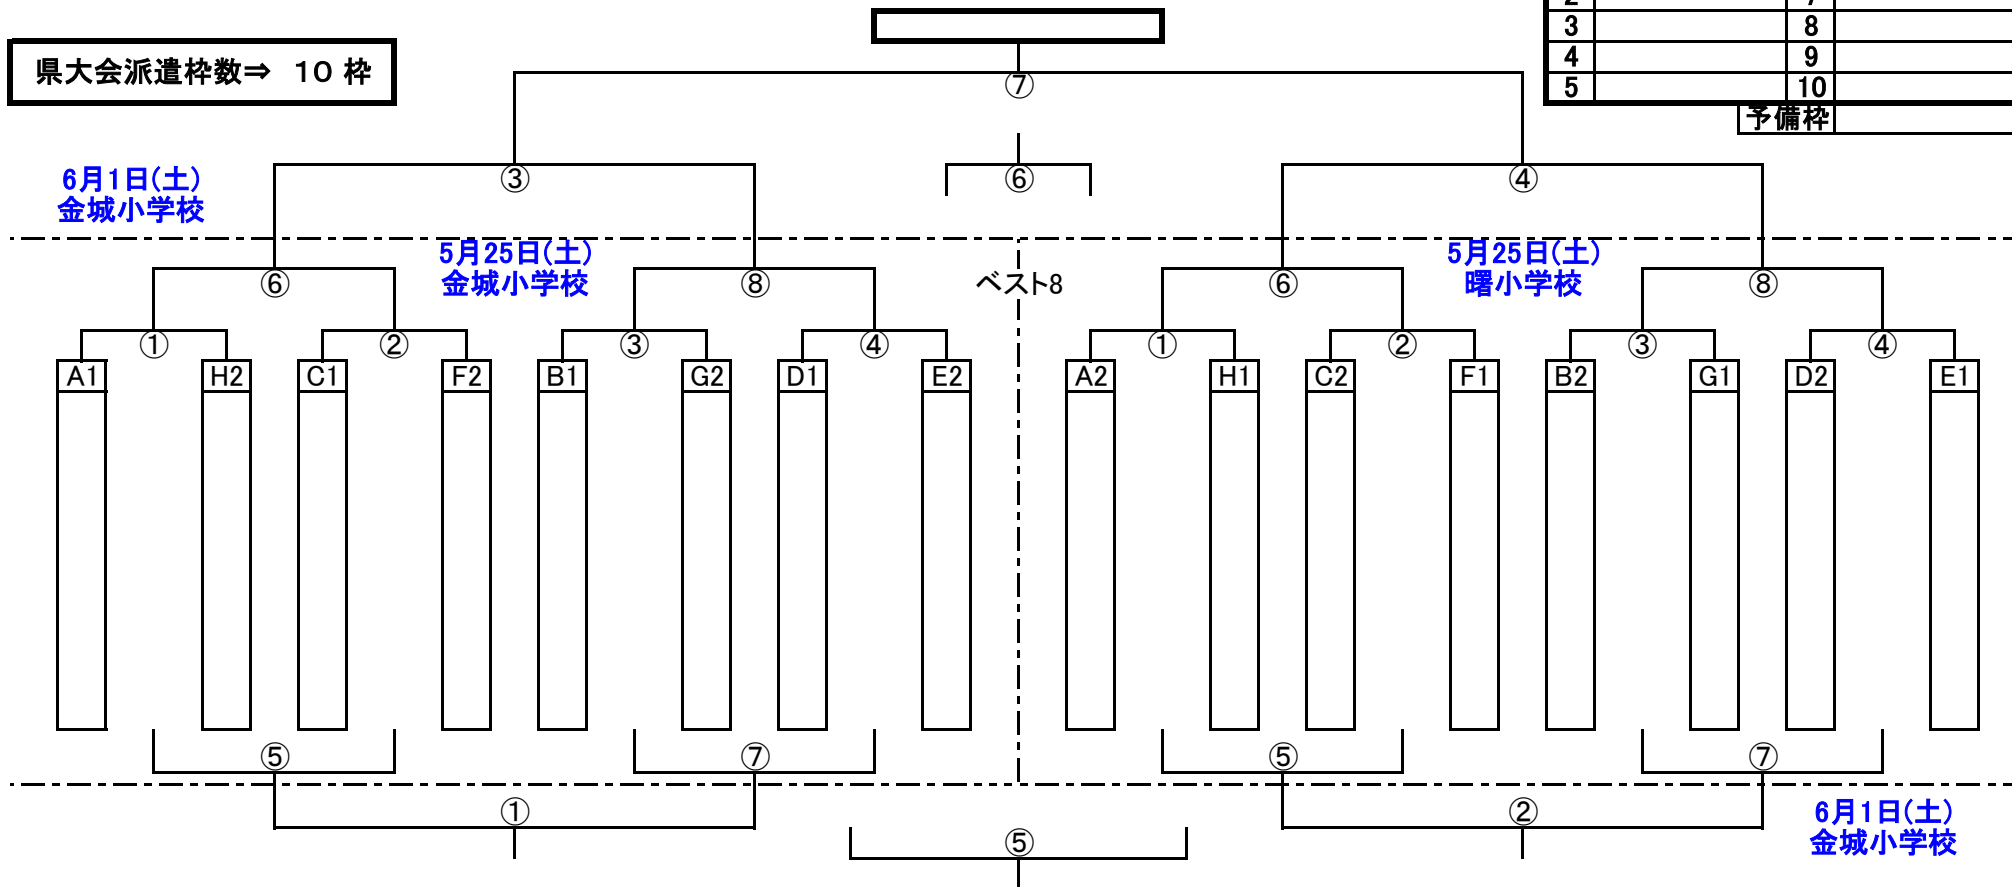 県大会派遣枠数⇒ 10 枠
2 7
3 8
4 9
5 10
予備枠
⑦
6月1日(土)
金城小学校
③ ⑥ ④
5月25日(土)
金城小学校
ベスト8
5月25日(土)
曙小学校
⑥ ⑧ ⑥ ⑧
① ② ③ ④ ① ② ③ ④
A1 H2 C1 F2 B1 G2 D1 E2 A2 H1 C2 F1 B2 G1 D2 E1
⑤ ⑦ ⑤ ⑦
① ②
⑤
6月1日(土)
金城小学校